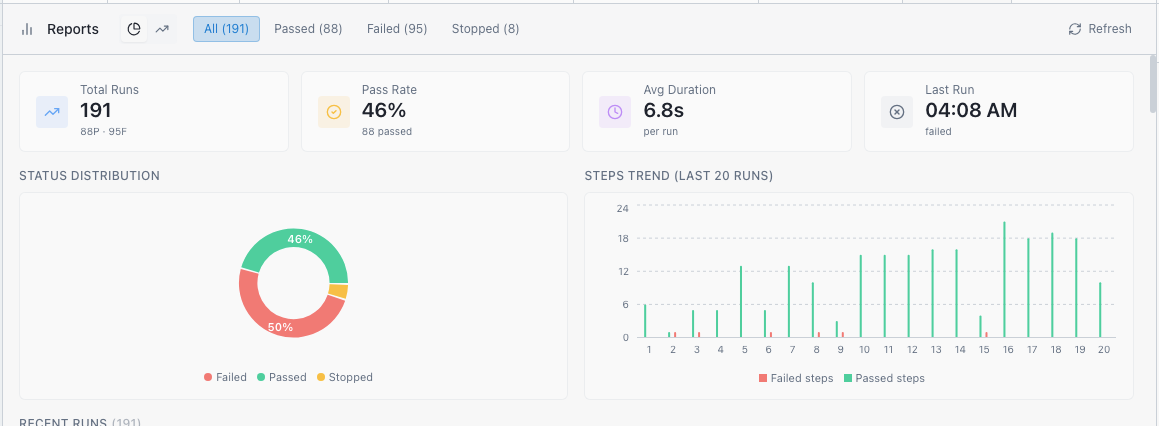 Reports All (191) Passed (88) Failed (95) Stopped (8) Refresh
Total Runs
191
88P · 95F
Pass Rate
46%
88 passed
Avg Duration
6.8s
per run
Last Run
04:08 AM
failed
STATUS DISTRIBUTION
46%
50%
Failed Passed Stopped
STEPS TREND (LAST 20 RUNS)
24
18
12
6
0
1 2 3 4 5 6 7 8 9 10 11 12 13 14 15 16 17 18 19 20
Failed steps Passed steps
RECENT RUNS (191)